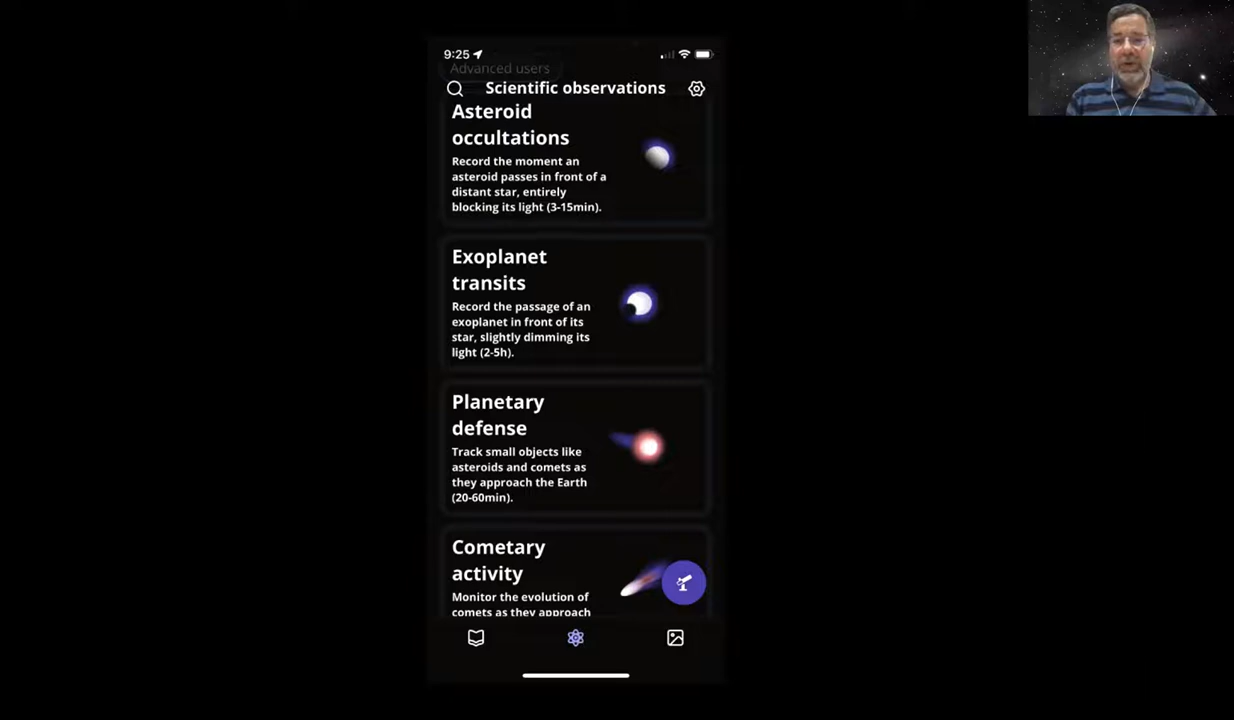 9:25
Advanced users
Scientific observations
Asteroid
occultations
Record the moment an
asteroid passes in front of a
distant star, entirely
blocking its light (3-15min).
Exoplanet
transits
Record the passage of an
exoplanet in front of its
star, slightly dimming its
light (2-5h).
Planetary
defense
Track small objects like
asteroids and comets as
they approach the Earth
(20-60min).
Cometary
activity
Monitor the evolution of
comets as they approach